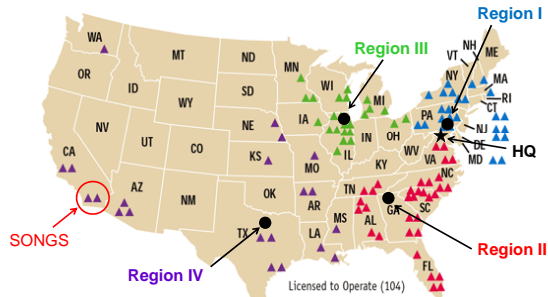 Region I
WA
NH
ME
MT
ND
VT
Region III
MN
OR
NY
MA
ID
WI
SD
MI
RI
WY
CT
PA
IA
NE
NJ
NV
OH
IN
DE
HQ
UT
IL
WV
MD
CO
VA
CA
KS
KY
MO
NC
TN
AZ
OK
NM
AR
SC
GA
MS
AL
SONGS
TX
LA
Region II
Region IV
FL
Licensed to Operate (104)